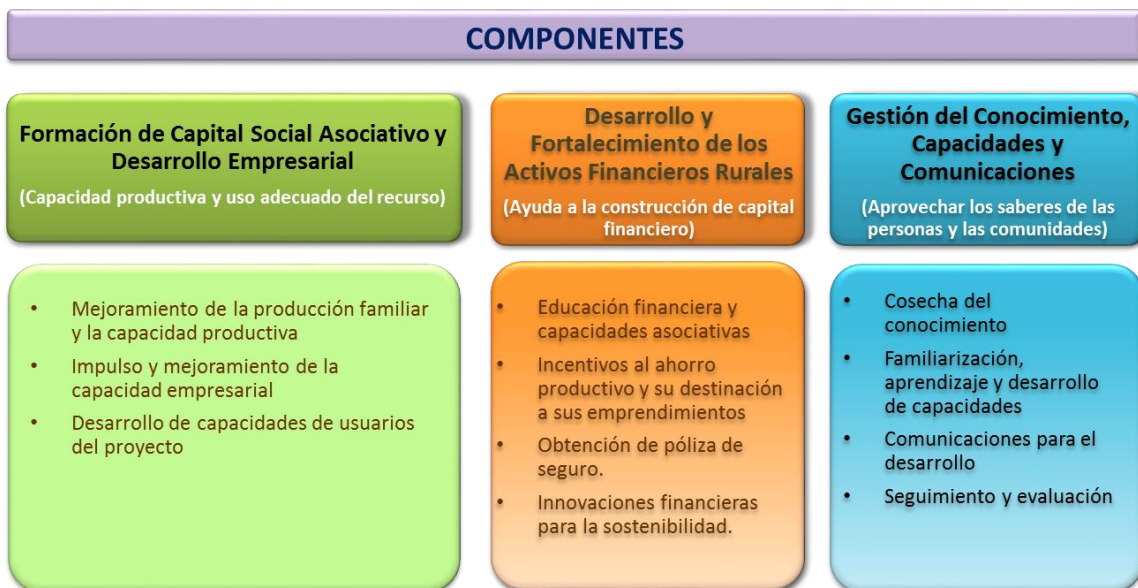 COMPONENTES
Formación de Capital Social Asociativo y
Desarrollo Empresarial
(Capacidad productiva y uso adecuado del recurso)
• Mejoramiento de la producción familiar
y la capacidad productiva
• Impulso y mejoramiento de la
capacidad empresarial
• Desarrollo de capacidades de usuarios
del proyecto
Desarrollo y
Fortalecimiento de los
Activos Financieros Rurales
(Ayuda a la construcción de capital
financiero)
• Educación financiera y
capacidades asociativas
• Incentivos al ahorro
productivo y su destinación
a sus emprendimientos
• Obtención de póliza de
seguro.
• Innovaciones financieras
para la sostenibilidad.
Gestión del Conocimiento,
Capacidades y
Comunicaciones
(Aprovechar los saberes de las
personas y las comunidades)
• Cosecha del
conocimiento
• Familiarización,
aprendizaje y desarrollo
de capacidades
• Comunicaciones para el
desarrollo
• Seguimiento y evaluación